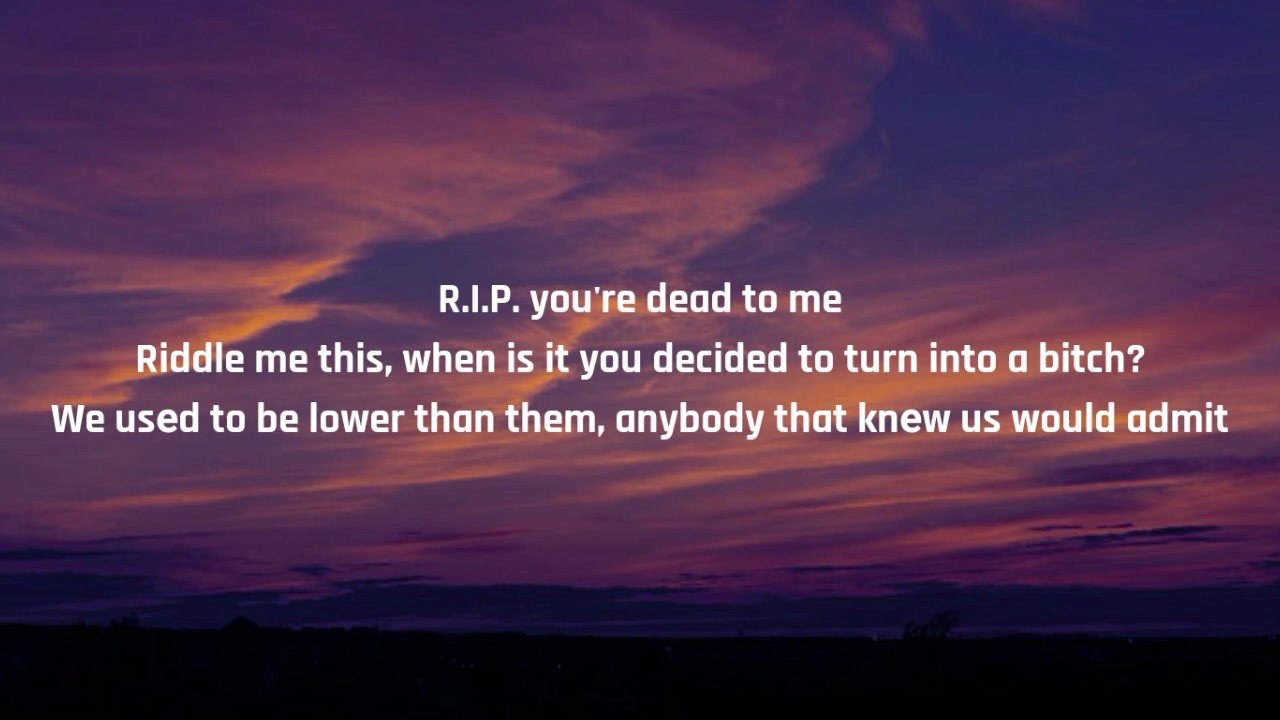 R.I.P. you're dead to me
Riddle me this, when is it you decided to turn into a bitch?
We used to be lower than them, anybody that knew us would admit